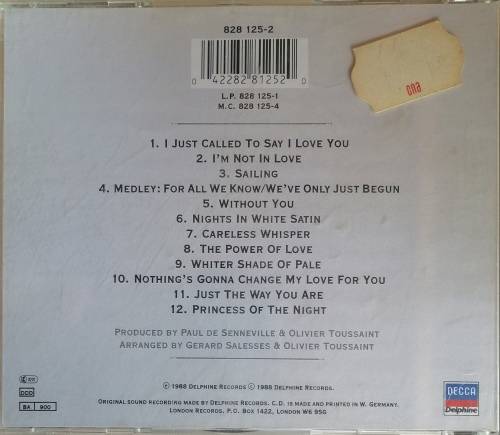 828 125-2
0 42282 81252 0
L.P. 828 125-1
M.C. 828 125-4
ana
1. I Just Called To Say I Love You
2. I'm Not In Love
3. Sailing
4. Medley: For All We Know/We've Only Just Begun
5. Without You
6. Nights In White Satin
7. Careless Whisper
8. The Power Of Love
9. Whiter Shade Of Pale
10. Nothing's Gonna Change My Love For You
11. Just The Way You Are
12. Princess Of The Night
Produced by Paul de Senneville & Olivier Toussaint
Arranged by Gerard Salesses & Olivier Toussaint
℗ 1988 Delphine Records © 1988 Delphine Records.
Original sound recording made by Delphine Records. C.D. is made and printed in W. Germany.
London Records. P.O. Box 1422, London W6 9SG
DDD
BA 900
DECCA
Delphine